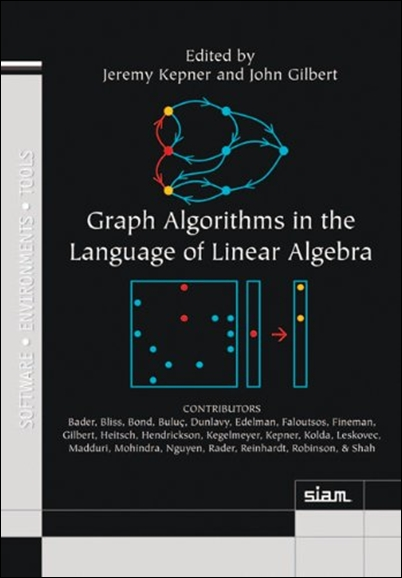 Edited by
Jeremy Kepner and John Gilbert
Graph Algorithms in the
Language of Linear Algebra
CONTRIBUTORS
Bader, Bliss, Bond, Buluç, Dunlavy, Edelman, Faloutsos, Fineman,
Gilbert, Heitsch, Hendrickson, Kegelmeyer, Kepner, Kolda, Leskovec,
Madduri, Mohindra, Nguyen, Rader, Reinhardt, Robinson, & Shah
siam
SOFTWARE • ENVIRONMENTS • TOOLS